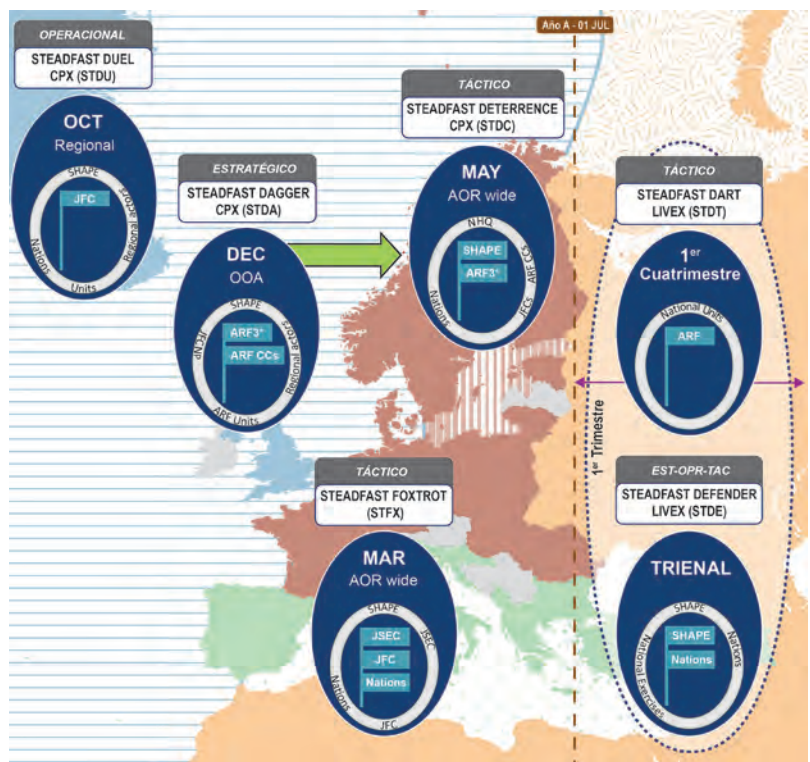 Año A - 01 JUL
OPERACIONAL
STEADFAST DUEL
CPX (STDU)
OCT
Regional
SHAPE
JFC
Regional actors
Nations
Units
ESTRATÉGICO
STEADFAST DAGGER
CPX (STDA)
DEC
OOA
SHAPE
ARF3*
ARF CCs
JFCNP
Regional actors
ARF Units
TÁCTICO
STEADFAST DETERRENCE
CPX (STDC)
MAY
AOR wide
NHQ
SHAPE
ARF3*
ARF CCs
Nations
JFCs
TÁCTICO
STEADFAST FOXTROT
(STFX)
MAR
AOR wide
SHAPE
JSEC
JSEC
JFC
Nations
Nations
JFC
TÁCTICO
STEADFAST DART
LIVEX (STDT)
1er
Cuatrimestre
National Units
ARF
1er Trimestre
EST-OPR-TAC
STEADFAST DEFENDER
LIVEX (STDE)
TRIENAL
SHAPE
SHAPE
Nations
Nations
National Exercises